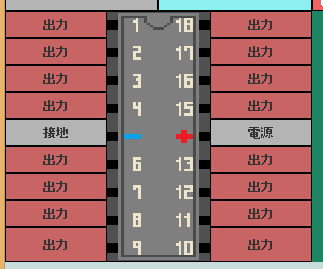 出力 1 18 出力
出力 2 17 出力
出力 3 16 出力
出力 4 15 出力
接地 - + 電源
出力 6 13 出力
出力 7 12 出力
出力 8 11 出力
出力 9 10 出力